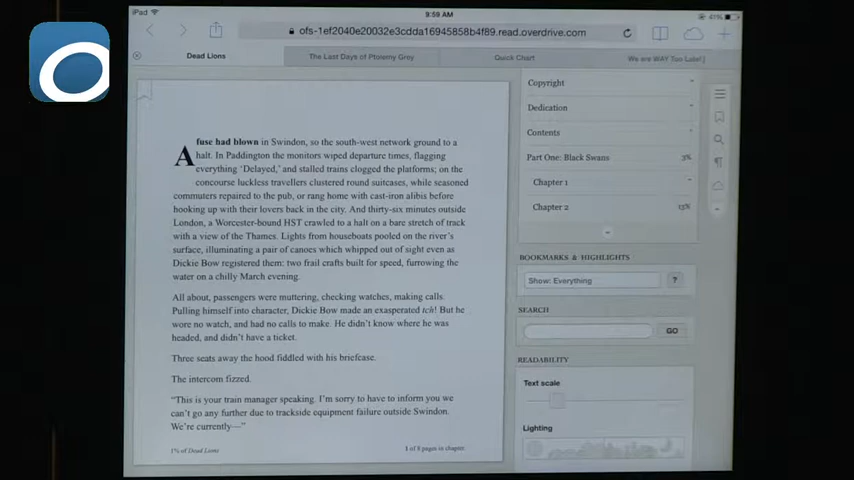 iPad
9:59 AM
41%
ofs-1ef2040e20032e3cdda16945858b4f89.read.overdrive.com
Dead Lions
The Last Days of Ptolemy Grey
Quick Chart
We are WAY Too Late!
A fuse had blown in Swindon, so the south-west network ground to a
halt. In Paddington the monitors wiped departure times, flagging
everything ‘Delayed,’ and stalled trains clogged the platforms; on the
concourse luckless travellers clustered round suitcases, while seasoned
commuters repaired to the pub, or rang home with cast-iron alibis before
hooking up with their lovers back in the city. And thirty-six minutes outside
London, a Worcester-bound HST crawled to a halt on a bare stretch of track
with a view of the Thames. Lights from houseboats pooled on the river’s
surface, illuminating a pair of canoes which whipped out of sight even as
Dickie Bow registered them: two frail crafts built for speed, furrowing the
water on a chilly March evening.
All about, passengers were muttering, checking watches, making calls.
Pulling himself into character, Dickie Bow made an exasperated tch! But he
wore no watch, and had no calls to make. He didn’t know where he was
headed, and didn’t have a ticket.
Three seats away the hood fiddled with his briefcase.
The intercom fizzed.
“This is your train manager speaking. I’m sorry to have to inform you we
can’t go any further due to trackside equipment failure outside Swindon.
We’re currently—”
1% of Dead Lions
1 of 8 pages in chapter
Copyright
Dedication
Contents
Part One: Black Swans 3%
Chapter 1
Chapter 2 13%
BOOKMARKS & HIGHLIGHTS
Show: Everything ?
SEARCH
GO
READABILITY
Text scale
Lighting